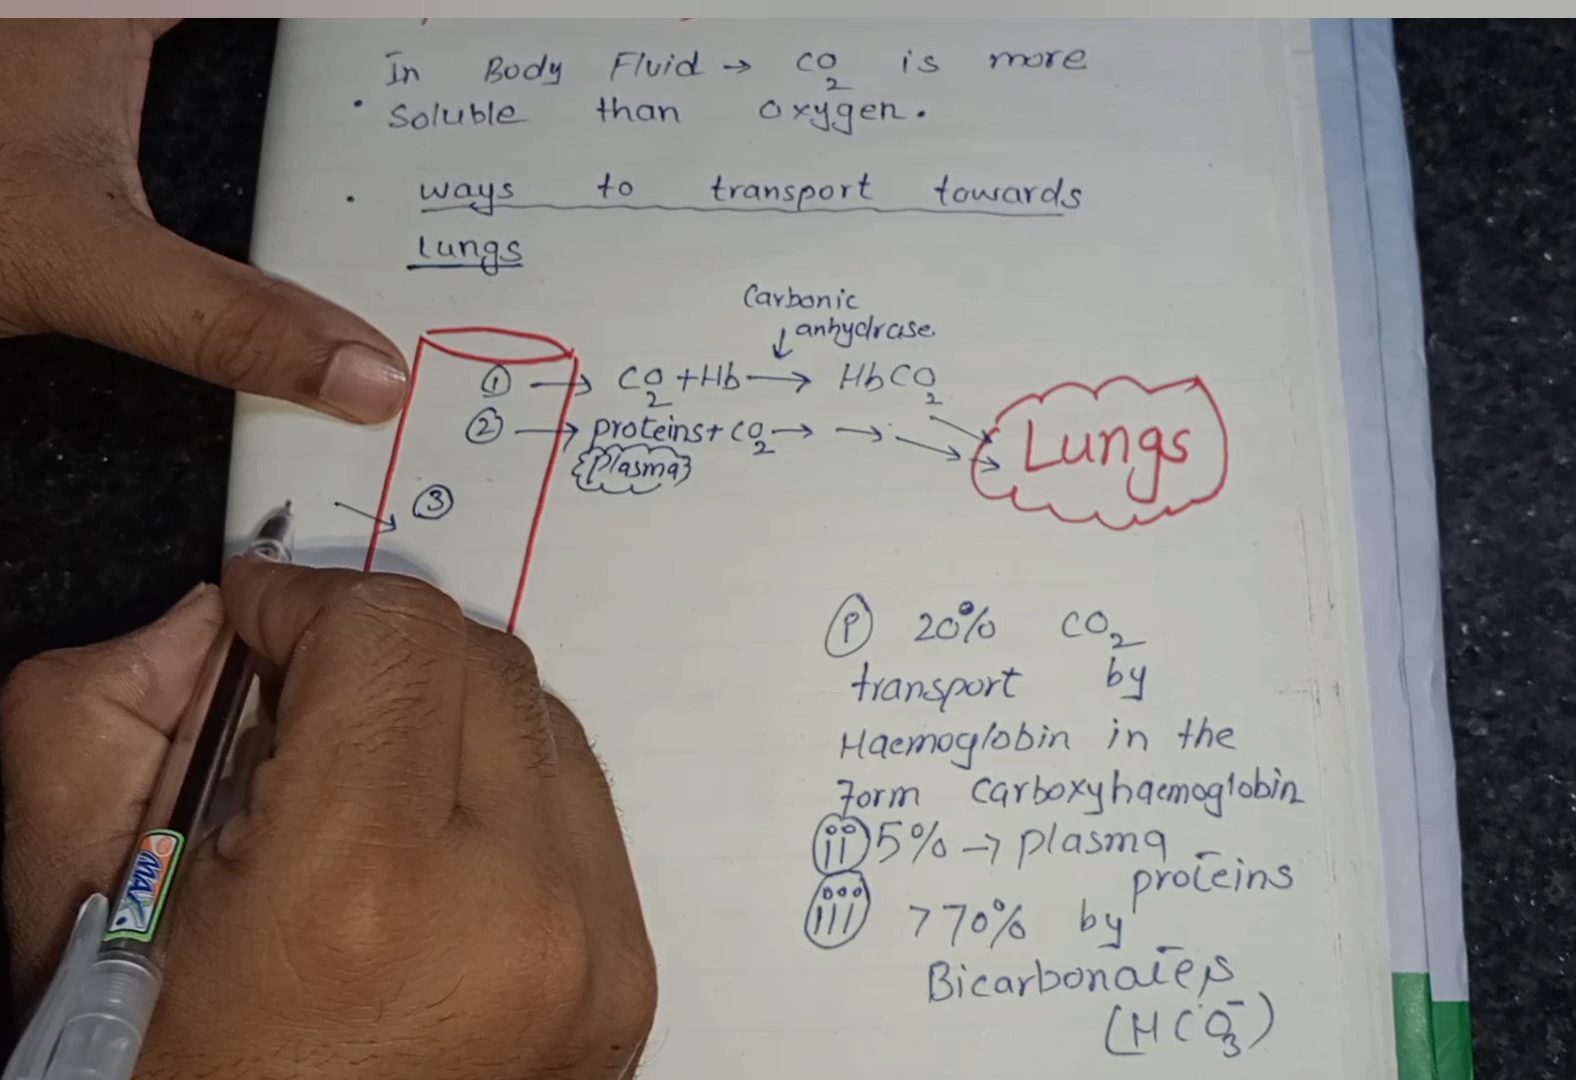 In Body Fluid → CO2 is more
• Soluble than oxygen.
• ways to transport towards
Lungs
Carbonic
↓ anhydrase
① → CO2 + Hb → HbCO2
② → proteins + CO2 → →
{Plasma}
Lungs
③
(i) 20% CO2
transport by
Haemoglobin in the
form carboxyhaemoglobin
(ii) 5% → plasma
proteins
(iii) >70% by
Bicarbonates
(HCO3-)
MAX